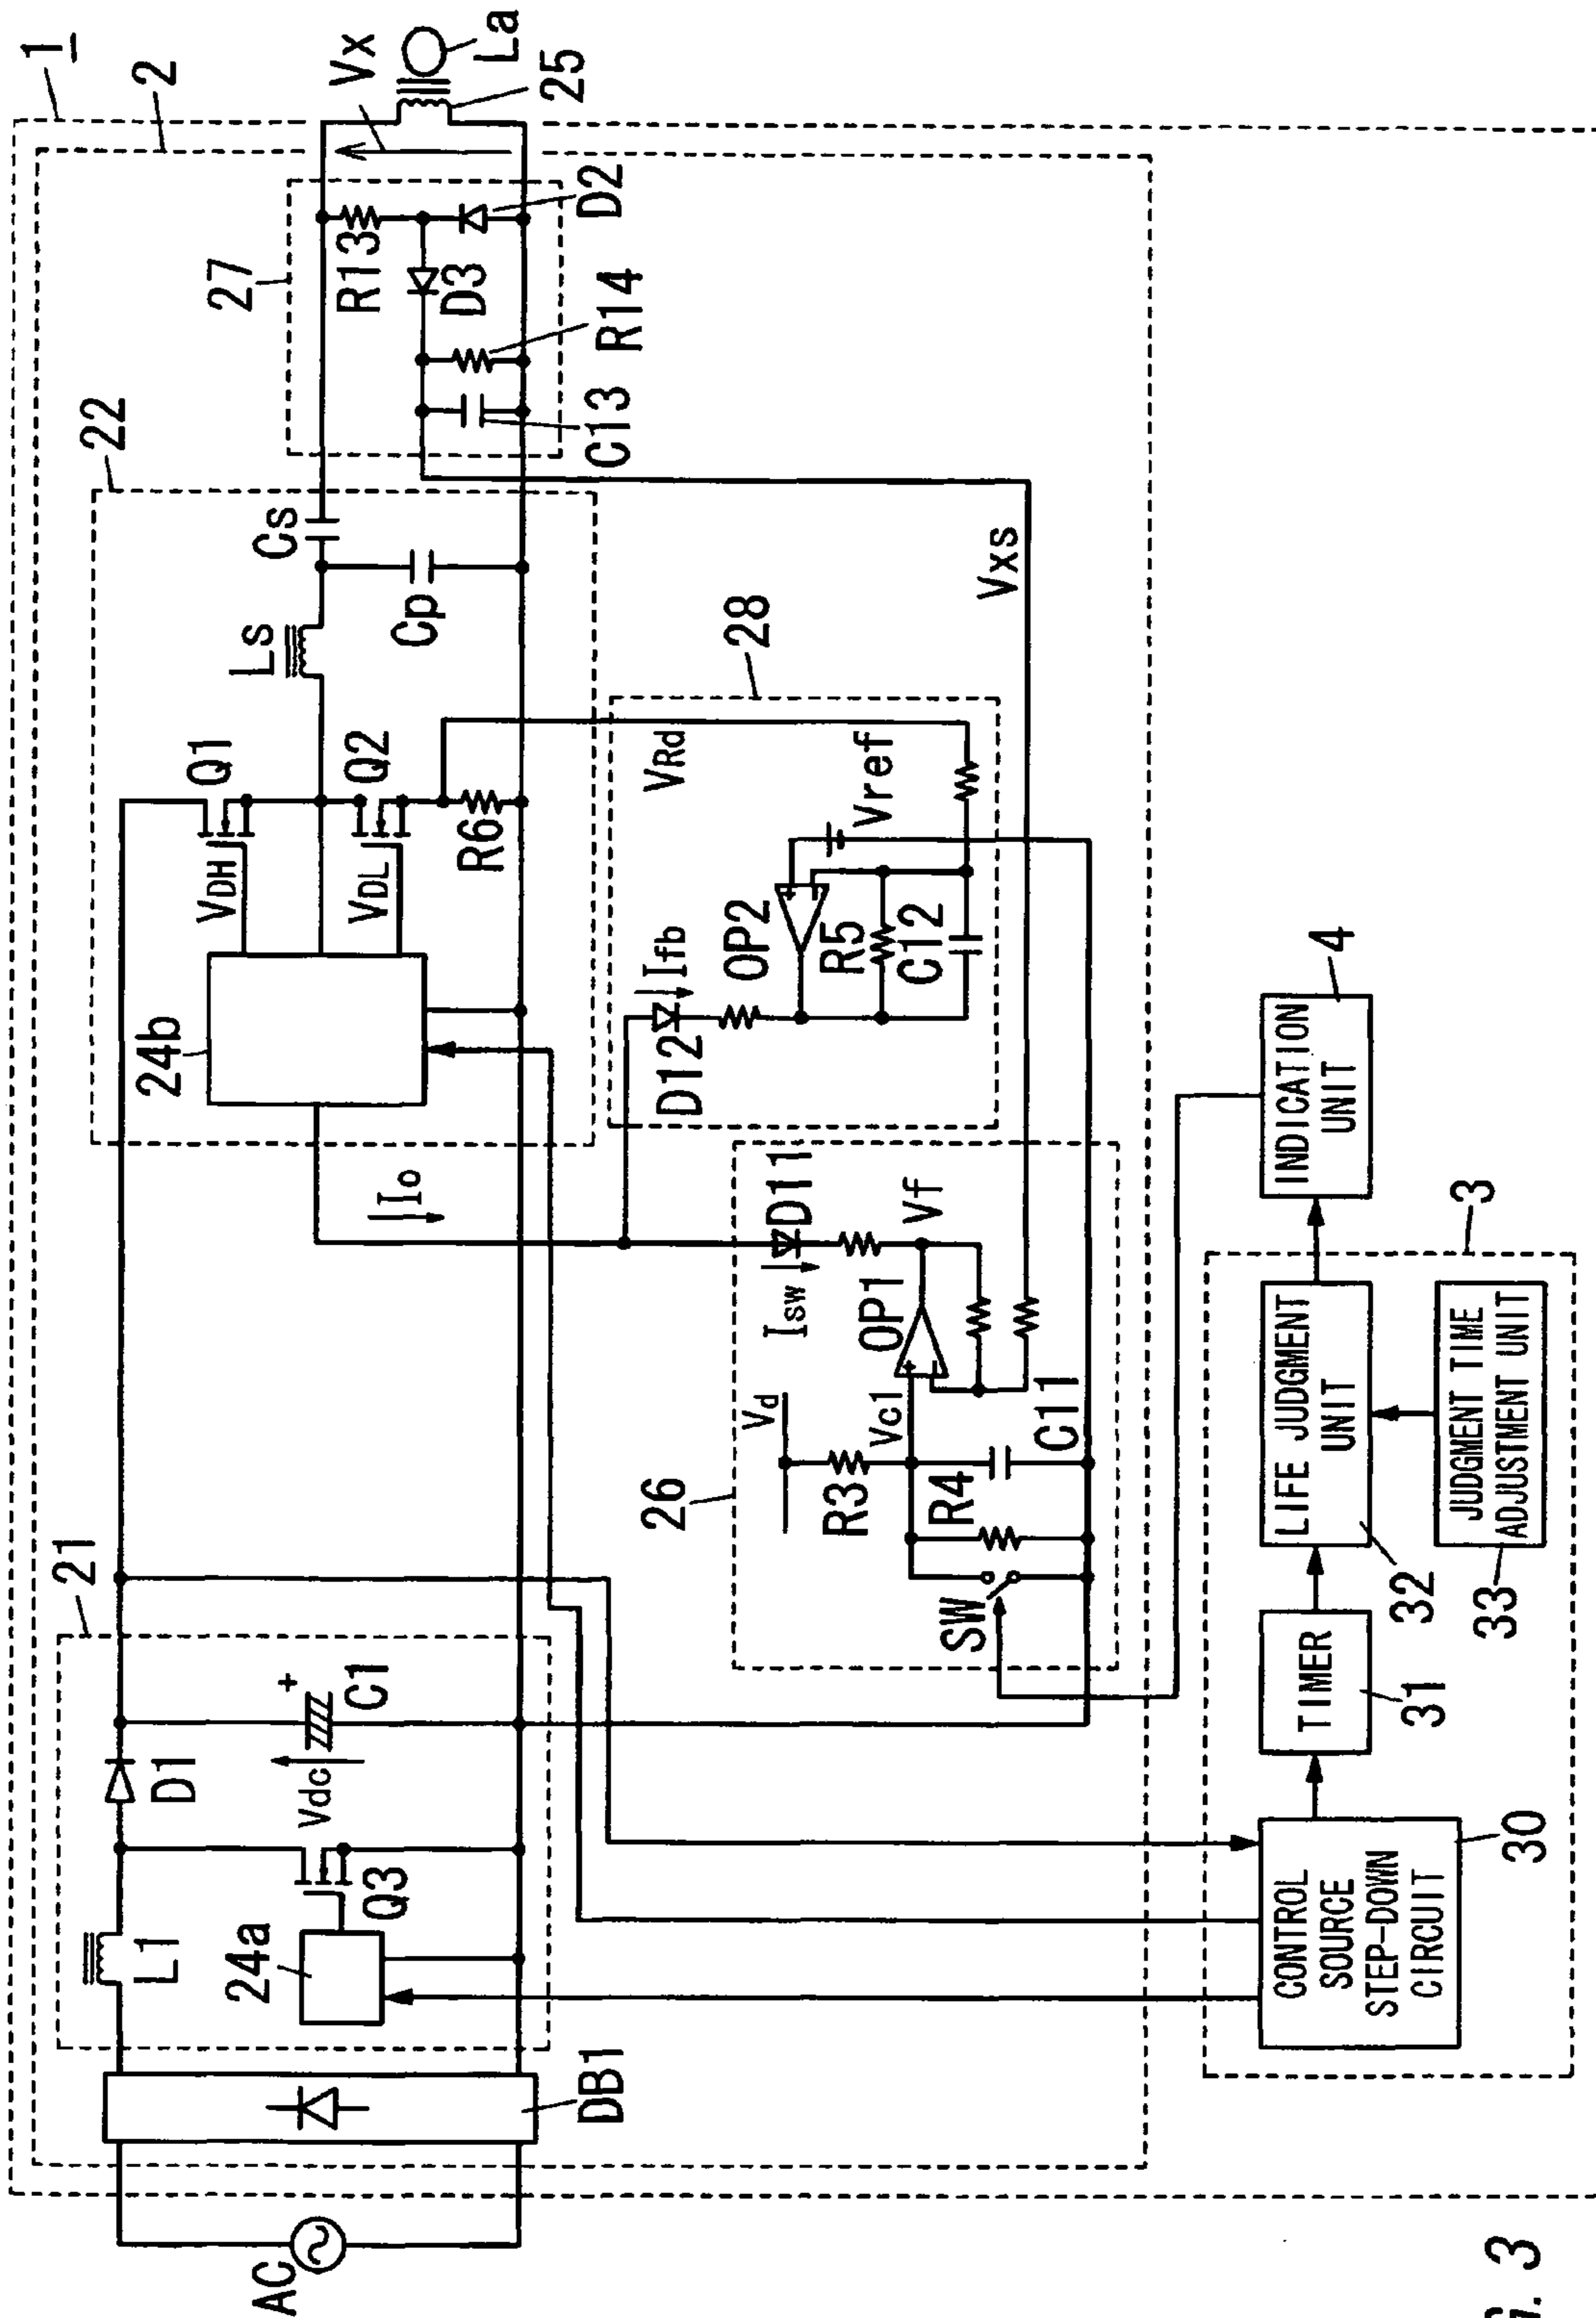 1
2
21
22
27
Vx
La
25
L1
D1
24a
Q3
Vdc
+
C1
AC
DB1
24b
VDH
Q1
VDL
Q2
R6
Ls
Cs
Cp
R13
D3
D2
R14
C13
Io
26
Vd
R3
Vc1
R4
C11
SW
+
-
OP1
Isw
D11
Vf
28
D12
Ifb
OP2
+
-
R5
C12
Vref
VRd
Vxs
CONTROL
SOURCE
STEP-DOWN
CIRCUIT
30
TIMER
31
LIFE JUDGMENT
UNIT
32
JUDGMENT TIME
ADJUSTMENT UNIT
33
3
INDICATION
UNIT
4
3